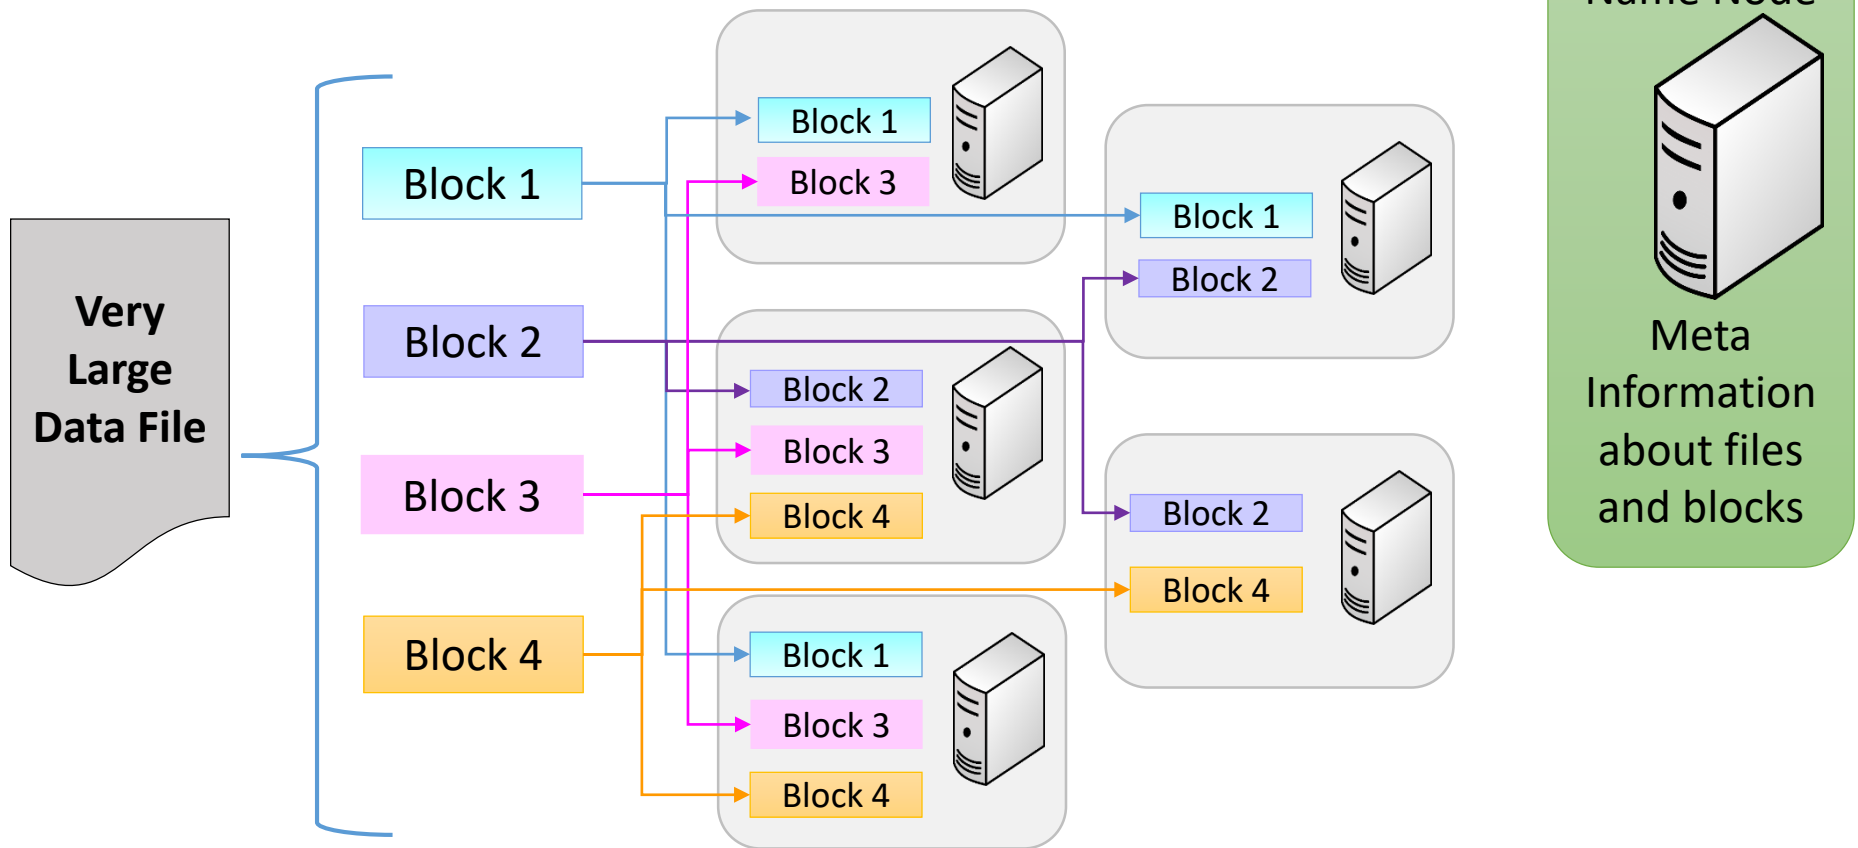 Very
Large
Data File
Block 1
Block 2
Block 3
Block 4
Block 1
Block 3
Block 2
Block 3
Block 4
Block 1
Block 3
Block 4
Block 1
Block 2
Block 2
Block 4
Name Node
Meta
Information
about files
and blocks